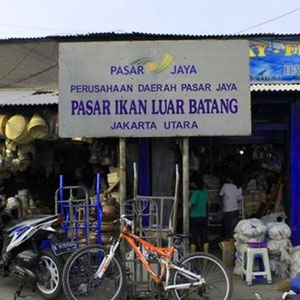 PASAR JAYA
PERUSAHAAN DAERAH PASAR JAYA
PASAR IKAN LUAR BATANG
JAKARTA UTARA